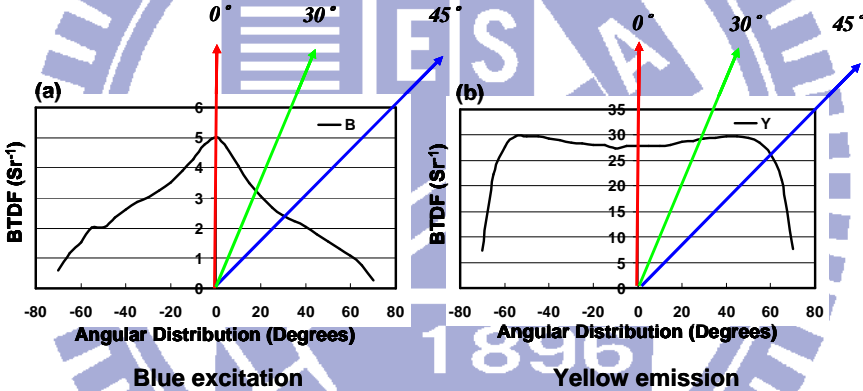 0° 30° 45°
0° 30° 45°
(a)
6
5
4
3
2
1
0
B
BTDF (Sr-1)
-80 -60 -40 -20 0 20 40 60 80
Angular Distribution (Degrees)
Blue excitation
(b)
35
30
25
20
15
10
5
0
Y
BTDF (Sr-1)
-80 -60 -40 -20 0 20 40 60 80
Angular Distribution (Degrees)
Yellow emission
E S A
1896